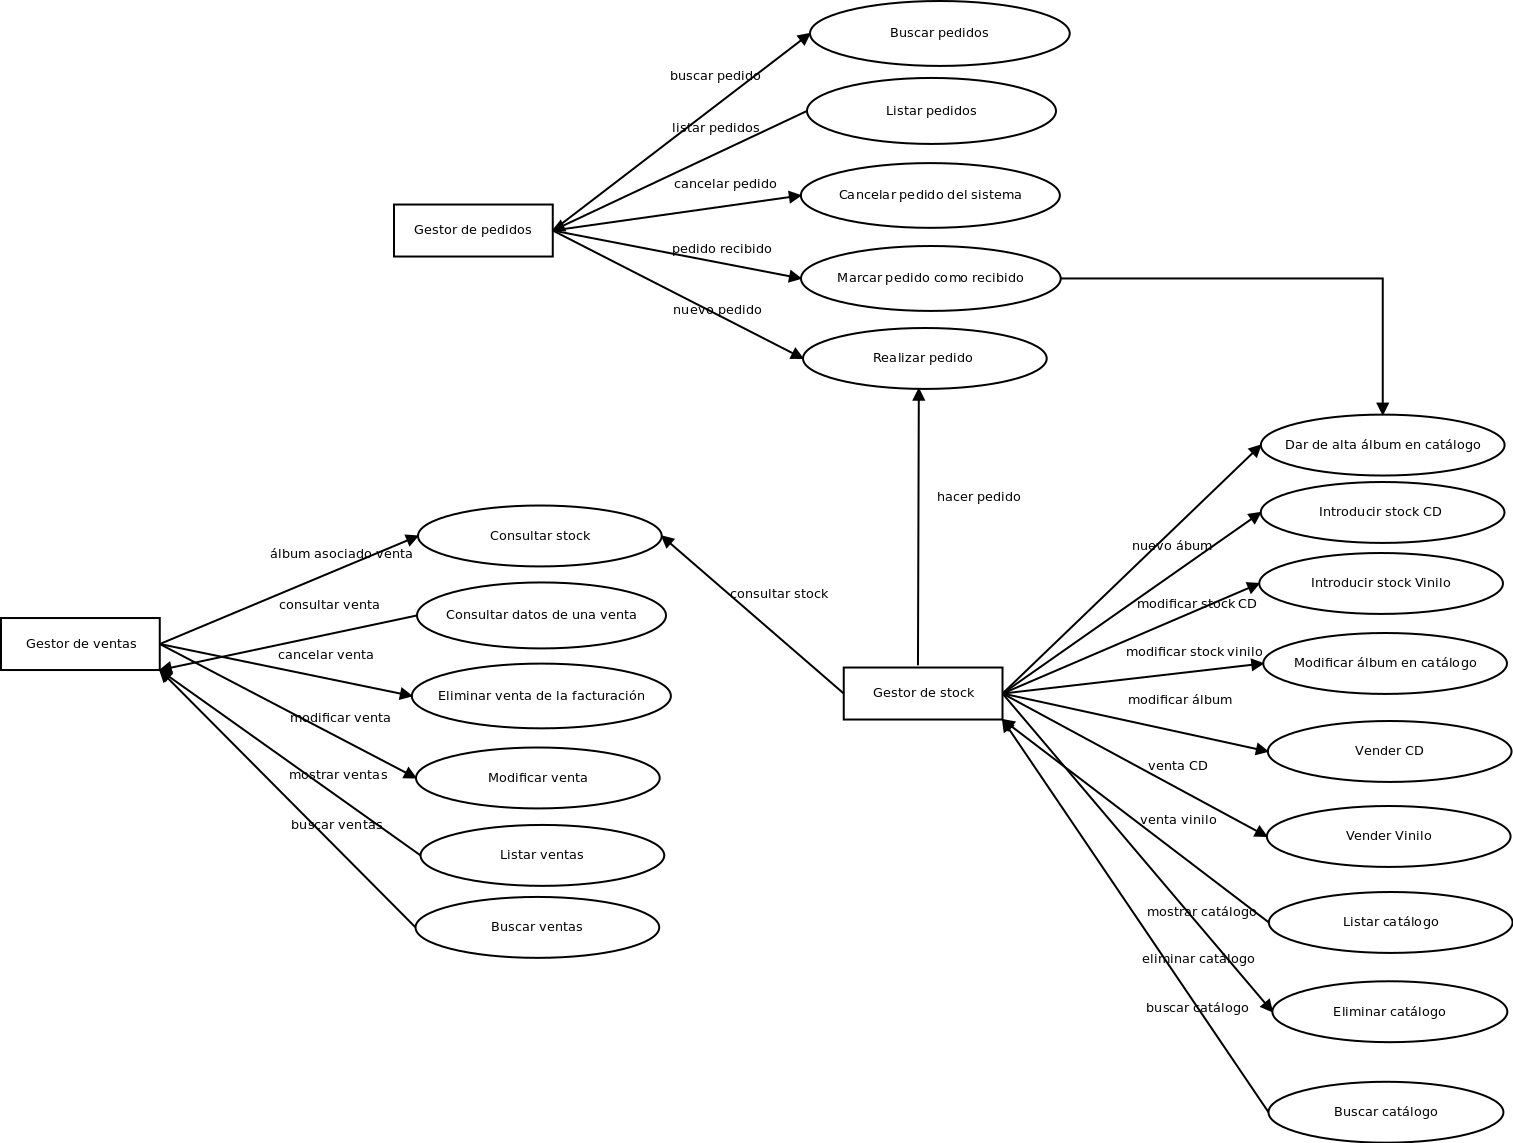 Buscar pedidos
buscar pedido
Listar pedidos
listar pedidos
cancelar pedido
Cancelar pedido del sistema
Gestor de pedidos
pedido recibido
Marcar pedido como recibido
nuevo pedido
Realizar pedido
Dar de alta álbum en catálogo
hacer pedido
Introducir stock CD
Consultar stock
álbum asociado venta
nuevo ábum
Introducir stock Vinilo
consultar stock
consultar venta
modificar stock CD
Consultar datos de una venta
Gestor de ventas
cancelar venta
modificar stock vinilo
Modificar álbum en catálogo
Eliminar venta de la facturación
Gestor de stock
modificar álbum
modificar venta
Vender CD
venta CD
mostrar ventas
Modificar venta
venta vinilo
buscar ventas
Vender Vinilo
Listar ventas
mostrar catálogo
Listar catálogo
Buscar ventas
eliminar catálogo
buscar catálogo
Eliminar catálogo
Buscar catálogo